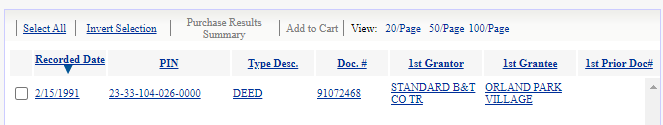 Select All | Invert Selection | Purchase Results Summary | Add to Cart | View: 20/Page 50/Page 100/Page
Recorded Date PIN Type Desc. Doc. # 1st Grantor 1st Grantee 1st Prior Doc#
2/15/1991 23-33-104-026-0000 DEED 91072468 STANDARD B&T CO TR ORLAND PARK VILLAGE